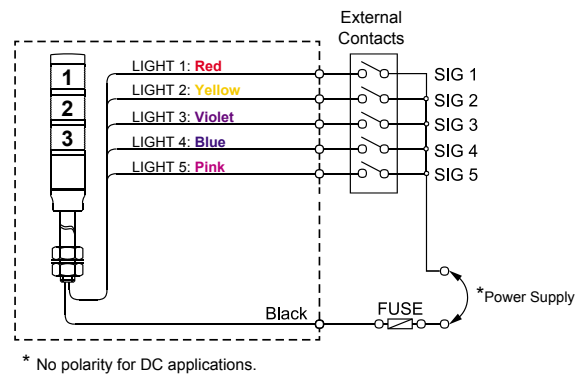 External
Contacts
1
2
3
LIGHT 1: Red
LIGHT 2: Yellow
LIGHT 3: Violet
LIGHT 4: Blue
LIGHT 5: Pink
SIG 1
SIG 2
SIG 3
SIG 4
SIG 5
Black
FUSE
*Power Supply
* No polarity for DC applications.